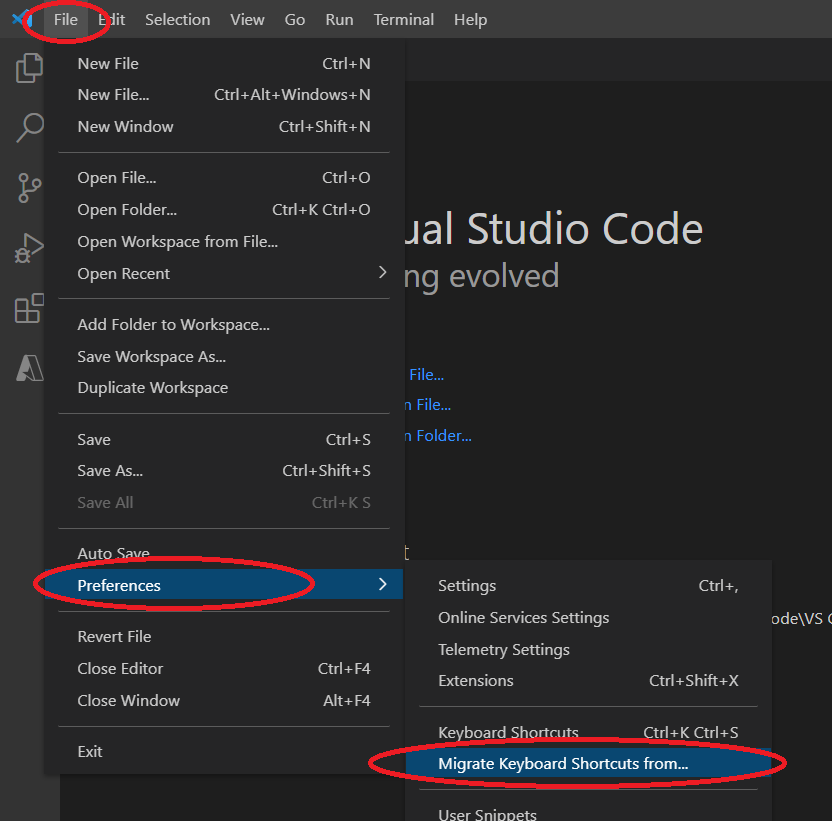 File Edit Selection View Go Run Terminal Help
New File Ctrl+N
New File... Ctrl+Alt+Windows+N
New Window Ctrl+Shift+N
Open File... Ctrl+O
Open Folder... Ctrl+K Ctrl+O
Open Workspace from File...
Open Recent
Add Folder to Workspace...
Save Workspace As...
Duplicate Workspace
Save Ctrl+S
Save As... Ctrl+Shift+S
Save All Ctrl+K S
Auto Save
Preferences
Revert File
Close Editor Ctrl+F4
Close Window Alt+F4
Exit
ual Studio Code
ng evolved
File...
n File...
n Folder...
t
Settings Ctrl+,
Online Services Settings
Telemetry Settings
Extensions Ctrl+Shift+X
Keyboard Shortcuts Ctrl+K Ctrl+S
Migrate Keyboard Shortcuts from...
User Snippets
ode\VS